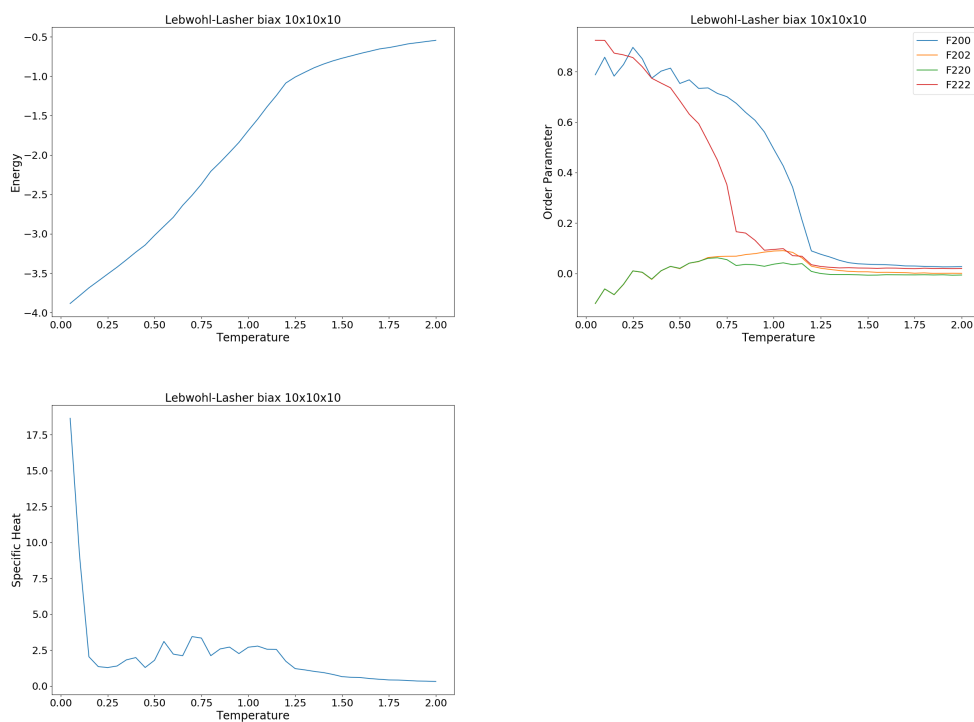 Lebwohl-Lasher biax 10x10x10
Energy
−0.5
−1.0
−1.5
−2.0
−2.5
−3.0
−3.5
−4.0
0.00 0.25 0.50 0.75 1.00 1.25 1.50 1.75 2.00
Temperature
Lebwohl-Lasher biax 10x10x10
Order Parameter
0.8
0.6
0.4
0.2
0.0
F200
F202
F220
F222
0.00 0.25 0.50 0.75 1.00 1.25 1.50 1.75 2.00
Temperature
Lebwohl-Lasher biax 10x10x10
Specific Heat
17.5
15.0
12.5
10.0
7.5
5.0
2.5
0.0
0.00 0.25 0.50 0.75 1.00 1.25 1.50 1.75 2.00
Temperature